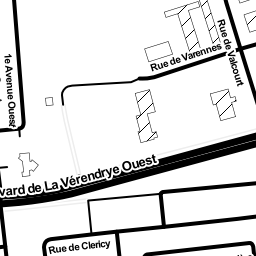 Rue de Varennes
Rue de Valcourt
1e Avenue Ouest
vard de La Vérendrye Ouest
Rue de Clericy